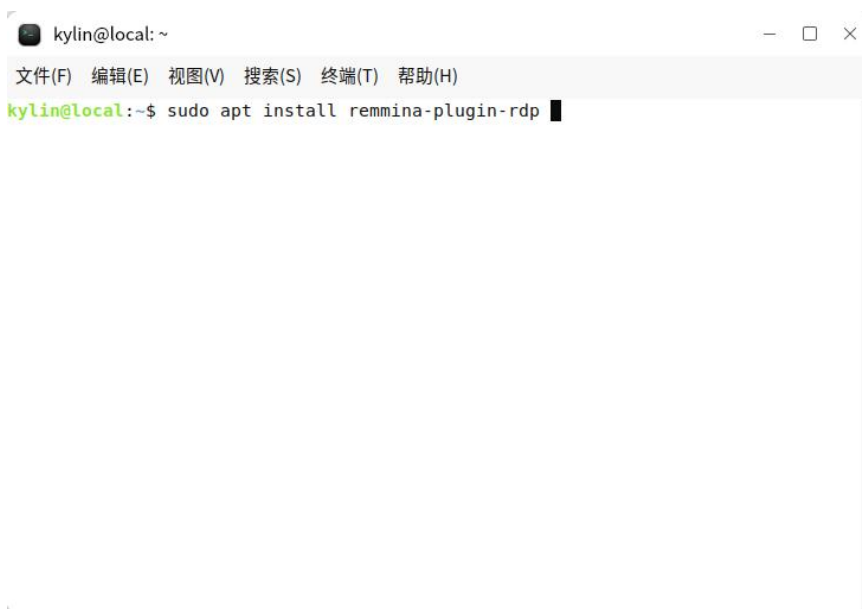 kylin@local: ~
文件(F) 编辑(E) 视图(V) 搜索(S) 终端(T) 帮助(H)
kylin@local:~$ sudo apt install remmina-plugin-rdp